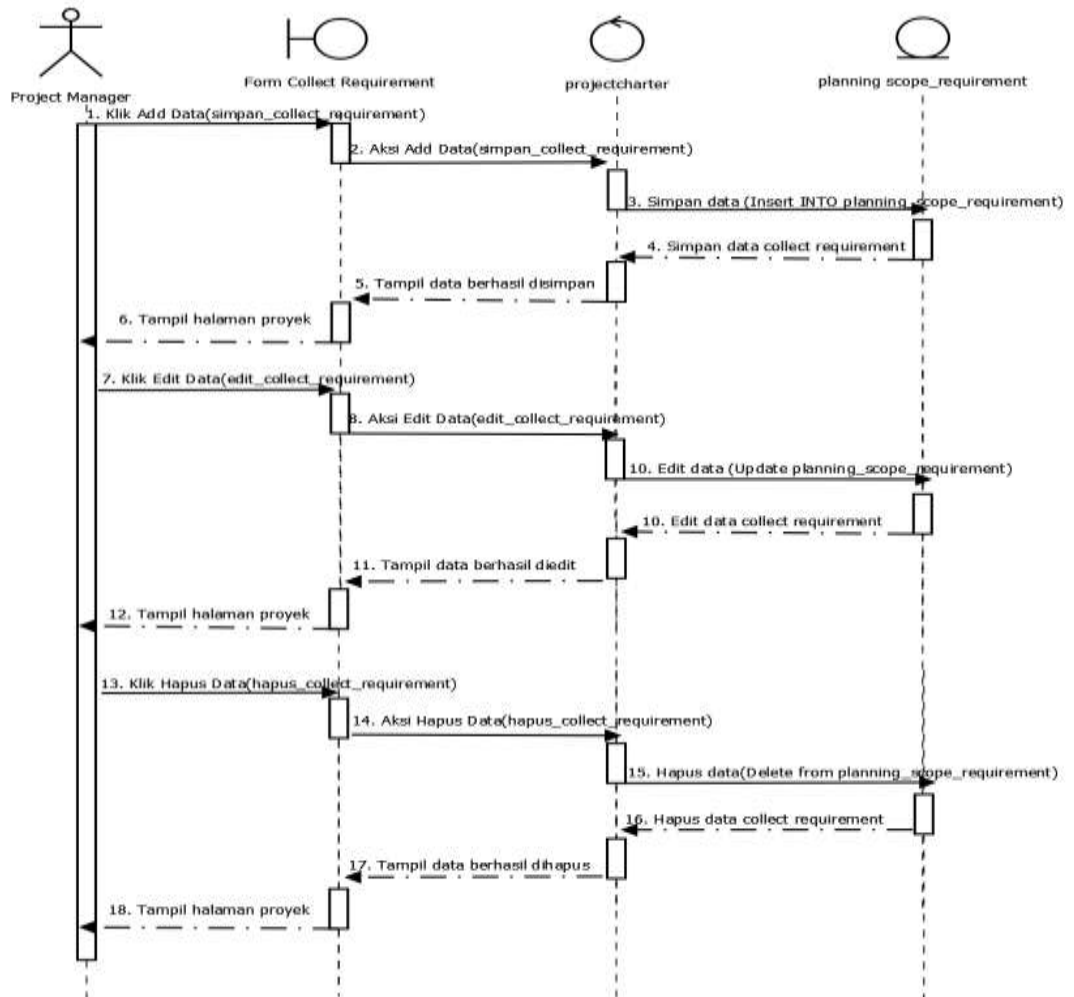 Project Manager
Form Collect Requirement
projectcharter
planning scope_requirement
1. Klik Add Data(simpan_collect_requirement)
2. Aksi Add Data(simpan_collect_requirement)
3. Simpan data (Insert INTO planning_scope_requirement)
4. Simpan data collect requirement
5. Tampil data berhasil disimpan
6. Tampil halaman proyek
7. Klik Edit Data(edit_collect_requirement)
8. Aksi Edit Data(edit_collect_requirement)
10. Edit data (Update planning_scope_requirement)
10. Edit data collect requirement
11. Tampil data berhasil diedit
12. Tampil halaman proyek
13. Klik Hapus Data(hapus_collect_requirement)
14. Aksi Hapus Data(hapus_collect_requirement)
15. Hapus data(Delete from planning_scope_requirement)
16. Hapus data collect requirement
17. Tampil data berhasil dihapus
18. Tampil halaman proyek